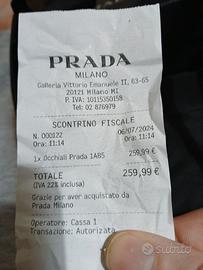 PRADA
MILANO
Galleria Vittorio Emanuele II, 63-65
20121 Milano MI
P. IVA: 10115350158
Tel: 02 876979
SCONTRINO FISCALE
N. 000122 06/07/2024
Ora: 11:14 Ora: 11:14
1x Occhiali Prada 1AB5 259,99 €
TOTALE 259,99 €
(IVA 22% inclusa)
Grazie per aver acquistato da
Prada Milano
Operatore: Cassa 1
Transazione: Autorizzata
subito